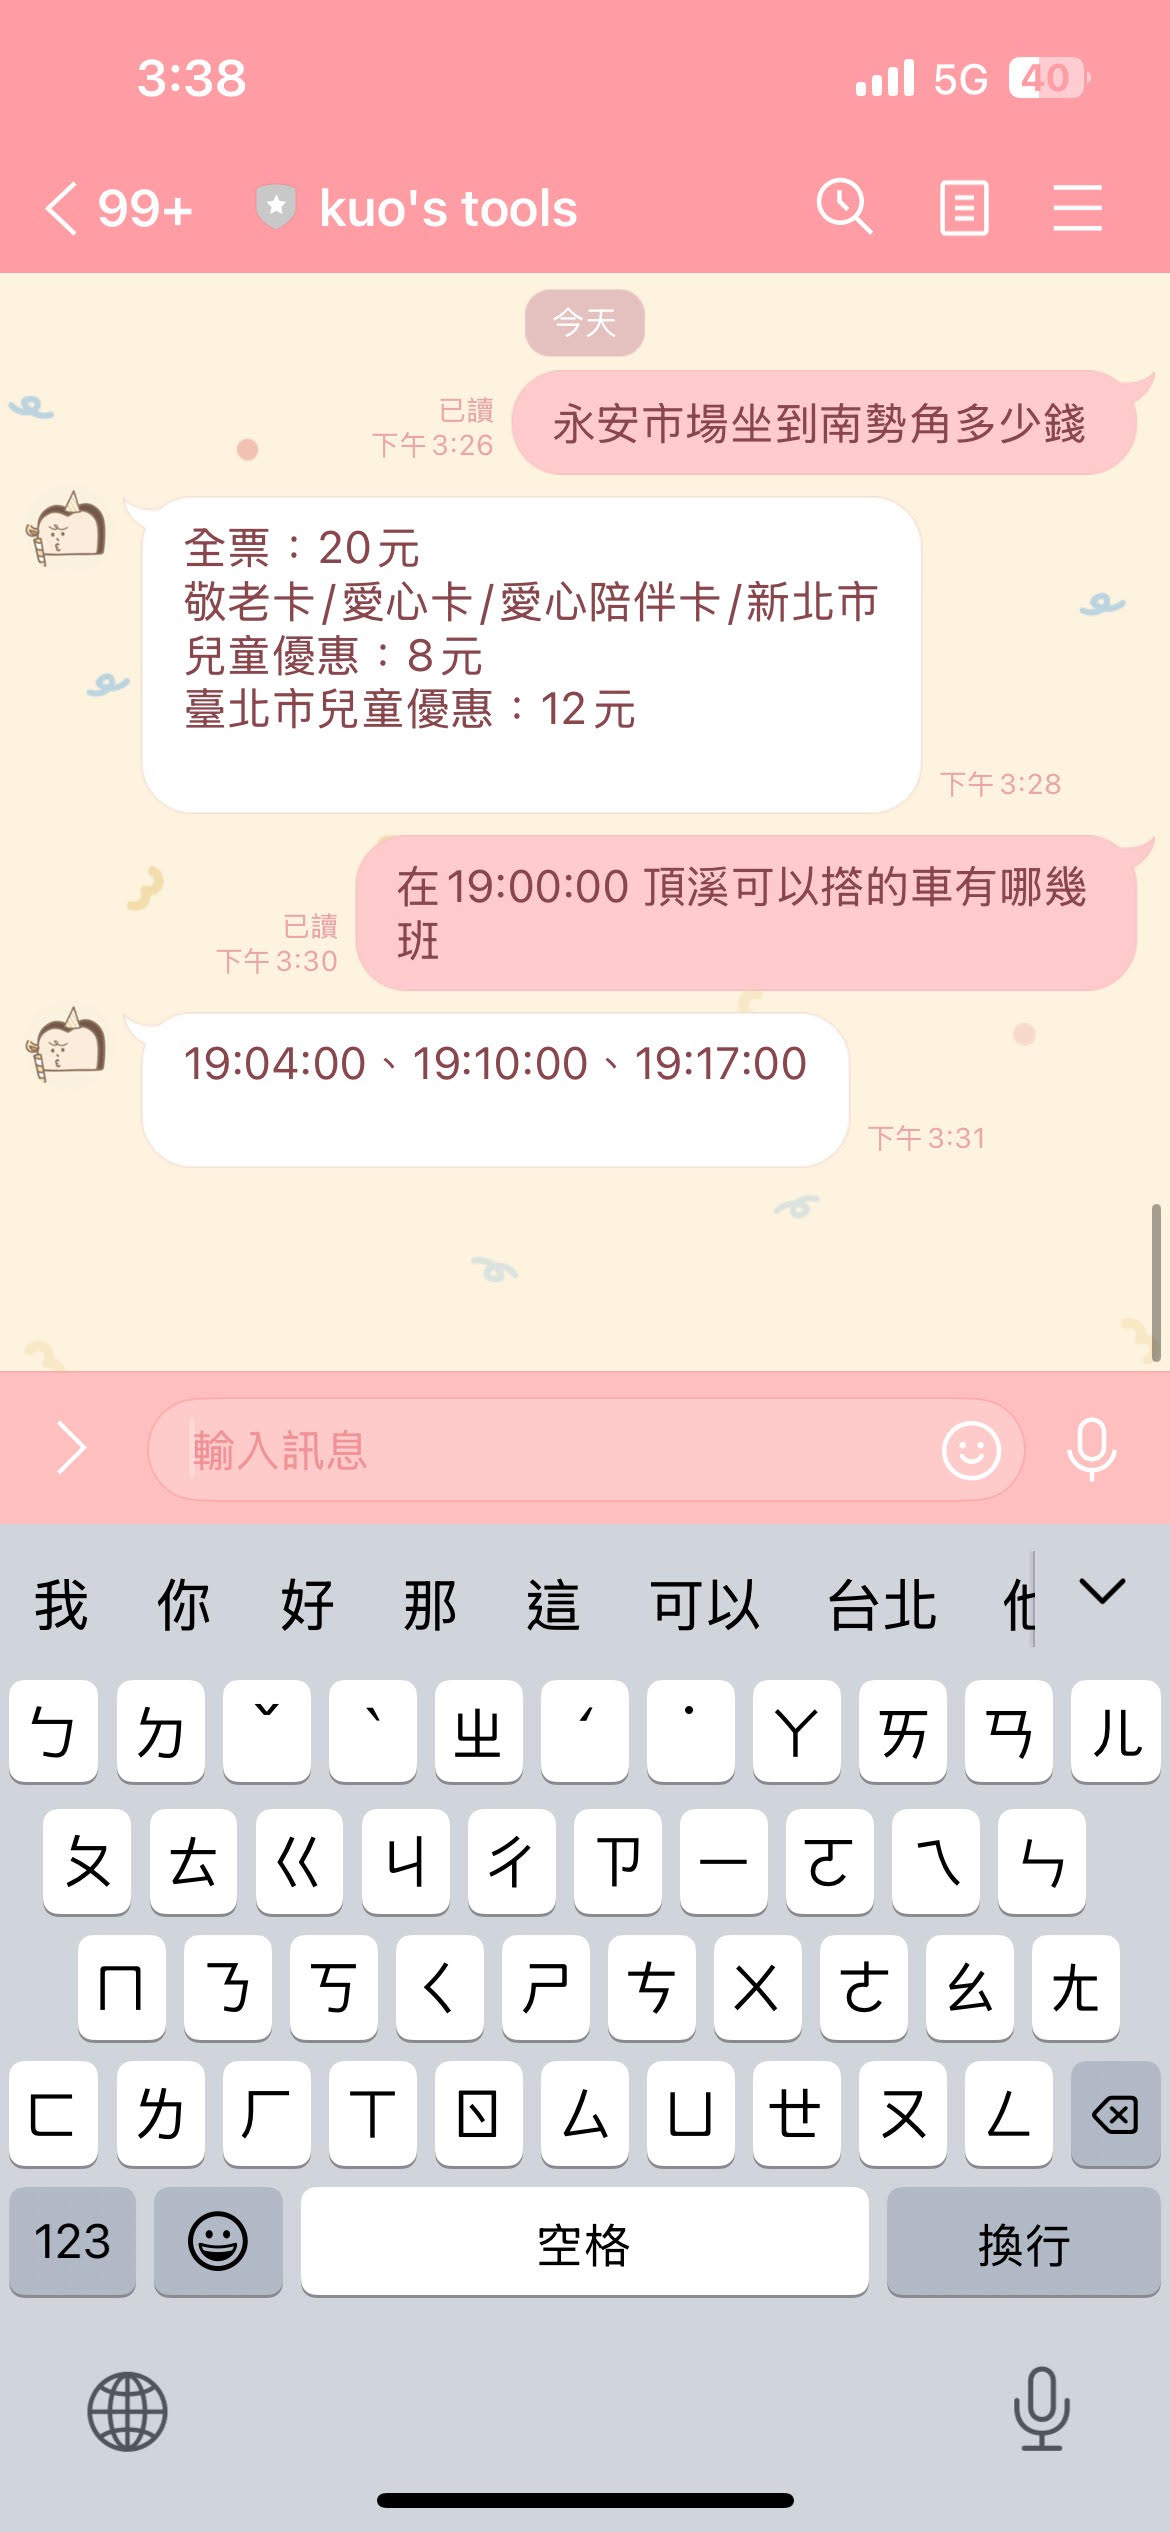 3:38
5G
40
99+
kuo's tools
今天
永安市場坐到南勢角多少錢
已讀
下午3:26
全票：20元
敬老卡/愛心卡/愛心陪伴卡/新北市
兒童優惠：8元
臺北市兒童優惠：12元
下午3:28
在19:00:00 頂溪可以搭的車有哪幾
班
已讀
下午3:30
19:04:00、19:10:00、19:17:00
下午3:31
輸入訊息
我 你 好 那 這 可以 台北 他
ㄅ ㄉ ˇ ˋ ㄓ ˊ ˙ ㄚ ㄞ ㄢ ㄦ
ㄆ ㄊ ㄍ ㄐ ㄔ ㄗ ㄧ ㄛ ㄟ ㄣ
ㄇ ㄋ ㄎ ㄑ ㄕ ㄘ ㄨ ㄜ ㄠ ㄤ
ㄈ ㄌ ㄏ ㄒ ㄖ ㄙ ㄩ ㄝ ㄡ ㄥ
123 空格 換行